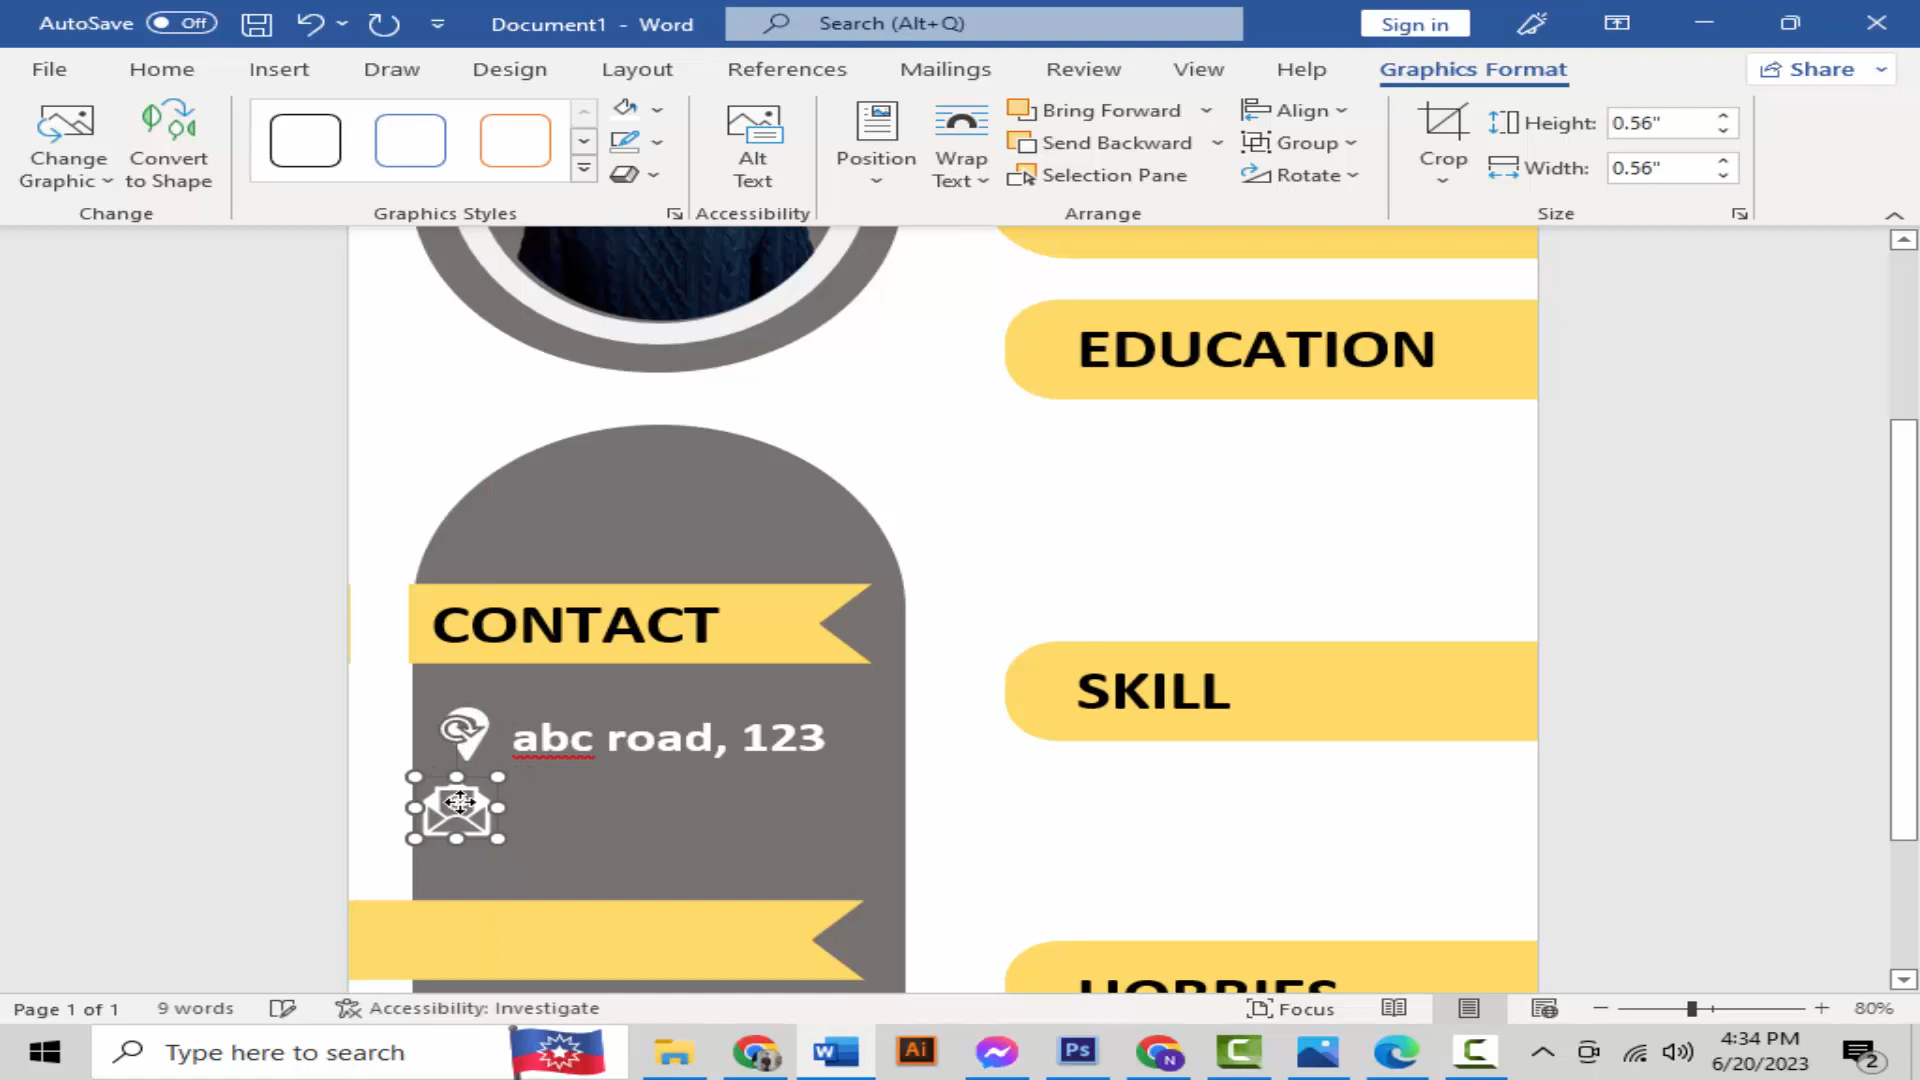 AutoSave Off Document1 - Word Search (Alt+Q) Sign in
File Home Insert Draw Design Layout References Mailings Review View Help Graphics Format Share
Change Graphic
Convert to Shape
Change
Graphics Styles
Alt Text
Accessibility
Position
Wrap Text
Bring Forward
Send Backward
Selection Pane
Align
Group
Rotate
Arrange
Crop
Height: 0.56"
Width: 0.56"
Size
EDUCATION
CONTACT
abc road, 123
SKILL
HOBBIES
Page 1 of 1 9 words Accessibility: Investigate Focus 80%
Type here to search
Ai
Ps
N
4:34 PM
6/20/2023
2